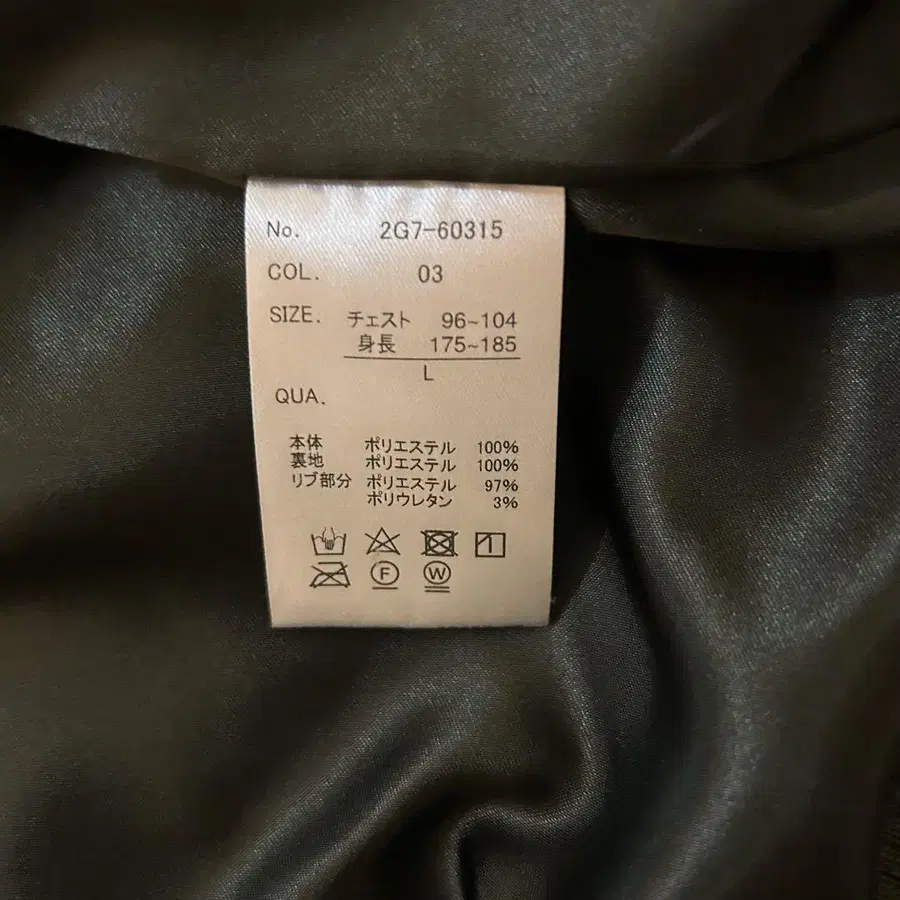 No. 2G7-60315
COL. 03
SIZE. チェスト 96~104
身長 175~185
L
QUA.
本体 ポリエステル 100%
裏地 ポリエステル 100%
リブ部分 ポリエステル 97%
ポリウレタン 3%
F W